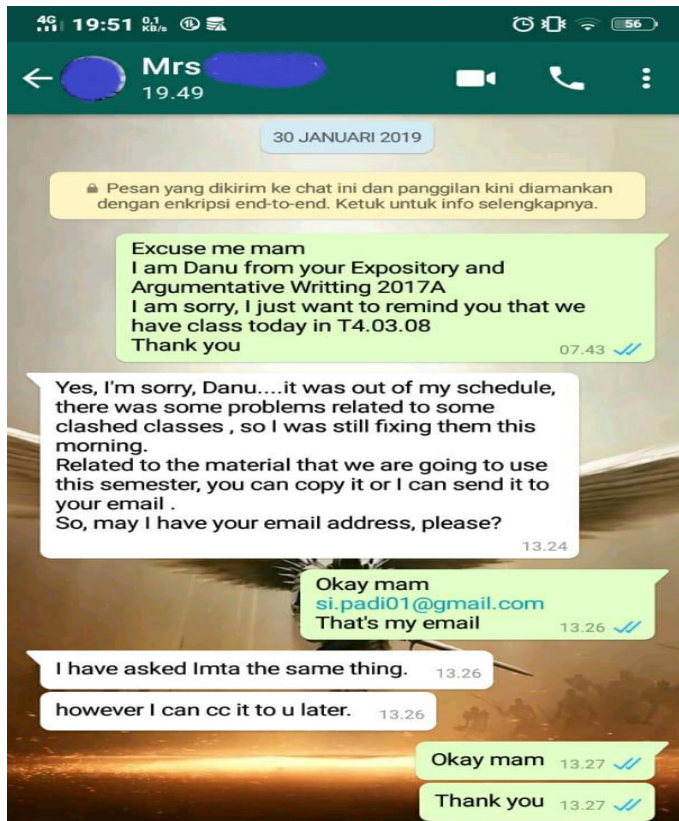 4G 19:51 0,1 KB/s 56
Mrs
19.49
30 JANUARI 2019
Pesan yang dikirim ke chat ini dan panggilan kini diamankan
dengan enkripsi end-to-end. Ketuk untuk info selengkapnya.
Excuse me mam
I am Danu from your Expository and
Argumentative Writting 2017A
I am sorry, I just want to remind you that we
have class today in T4.03.08
Thank you
07.43
Yes, I'm sorry, Danu....it was out of my schedule,
there was some problems related to some
clashed classes , so I was still fixing them this
morning.
Related to the material that we are going to use
this semester, you can copy it or I can send it to
your email .
So, may I have your email address, please?
13.24
Okay mam
si.padi01@gmail.com
That's my email
13.26
I have asked Imta the same thing. 13.26
however I can cc it to u later. 13.26
Okay mam 13.27
Thank you 13.27